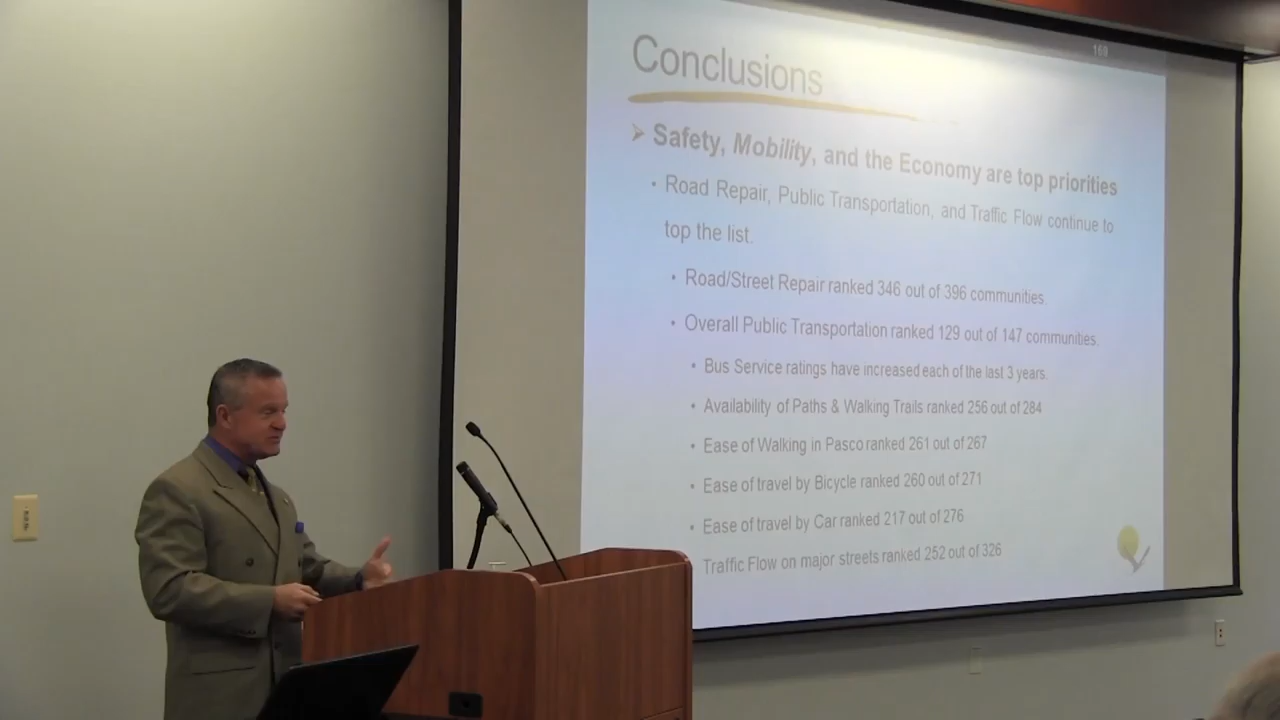 169
Conclusions
➢ Safety, Mobility, and the Economy are top priorities
• Road Repair, Public Transportation, and Traffic Flow continue to
top the list.
• Road/Street Repair ranked 346 out of 396 communities.
• Overall Public Transportation ranked 129 out of 147 communities.
• Bus Service ratings have increased each of the last 3 years.
• Availability of Paths & Walking Trails ranked 256 out of 284
• Ease of Walking in Pasco ranked 261 out of 267
• Ease of travel by Bicycle ranked 260 out of 271
• Ease of travel by Car ranked 217 out of 276
Traffic Flow on major streets ranked 252 out of 326